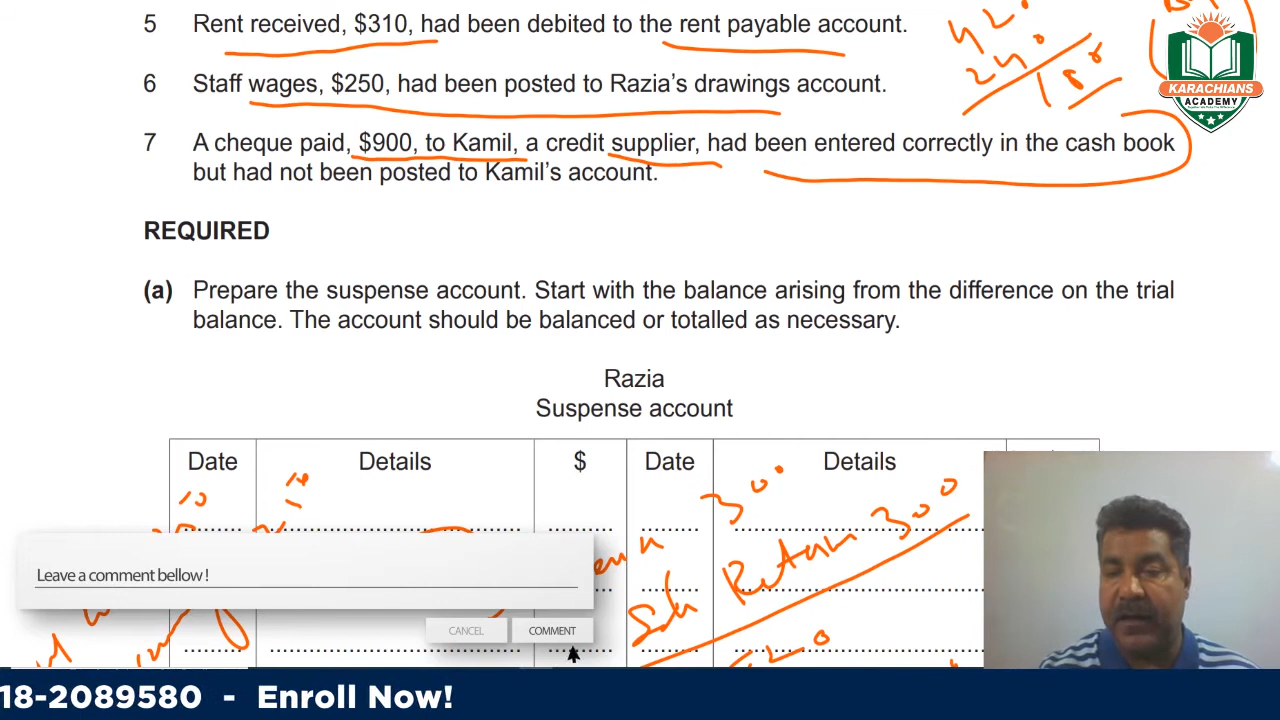 5 Rent received, $310, had been debited to the rent payable account.
6 Staff wages, $250, had been posted to Razia's drawings account.
7 A cheque paid, $900, to Kamil, a credit supplier, had been entered correctly in the cash book
but had not been posted to Kamil's account.
KARACHIANS
ACADEMY
REQUIRED
(a) Prepare the suspense account. Start with the balance arising from the difference on the trial
balance. The account should be balanced or totalled as necessary.
Razia
Suspense account
Date Details $ Date Details
300
Return 300
Leave a comment bellow !
CANCEL COMMENT
18-2089580 - Enroll Now!